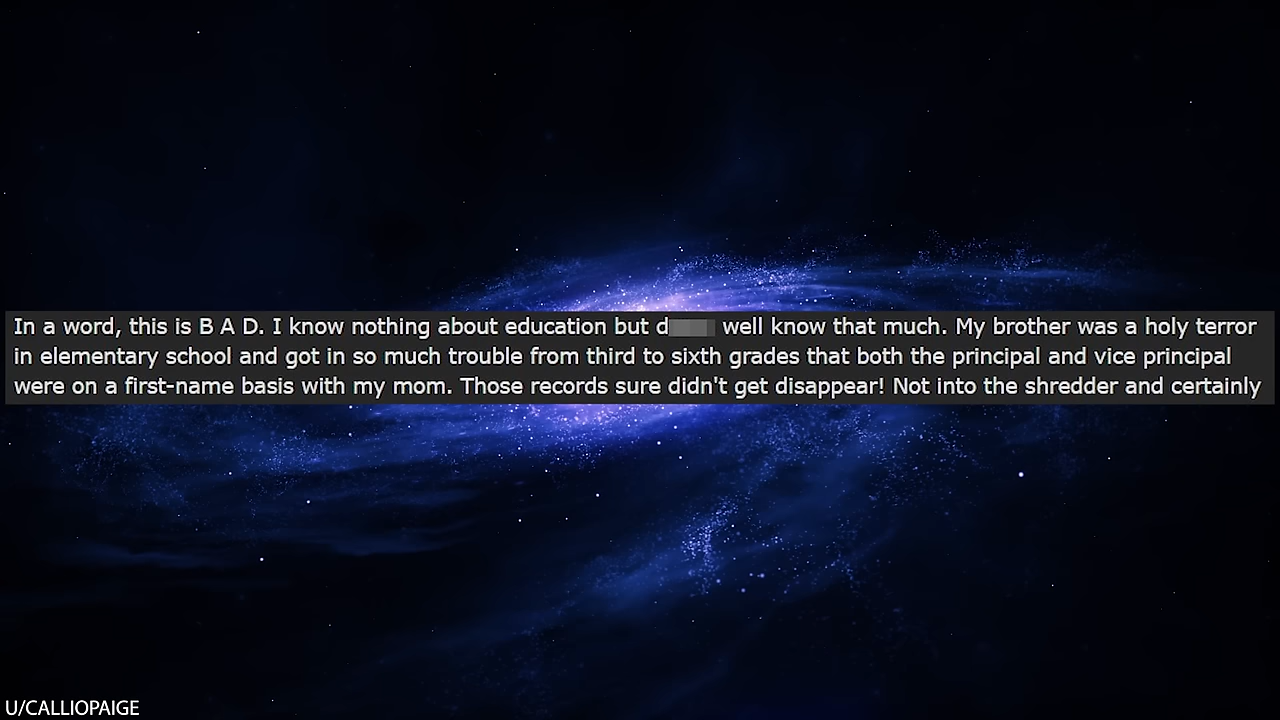 In a word, this is B A D. I know nothing about education but d well know that much. My brother was a holy terror
in elementary school and got in so much trouble from third to sixth grades that both the principal and vice principal
were on a first-name basis with my mom. Those records sure didn't get disappear! Not into the shredder and certainly
U/CALLIOPAIGE